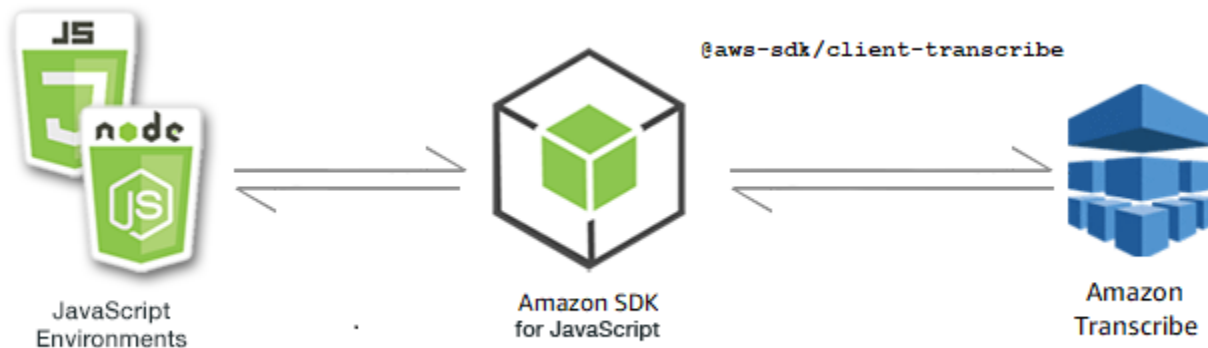 JS
node
JS
JavaScript
Environments
Amazon SDK
for JavaScript
@aws-sdk/client-transcribe
Amazon
Transcribe